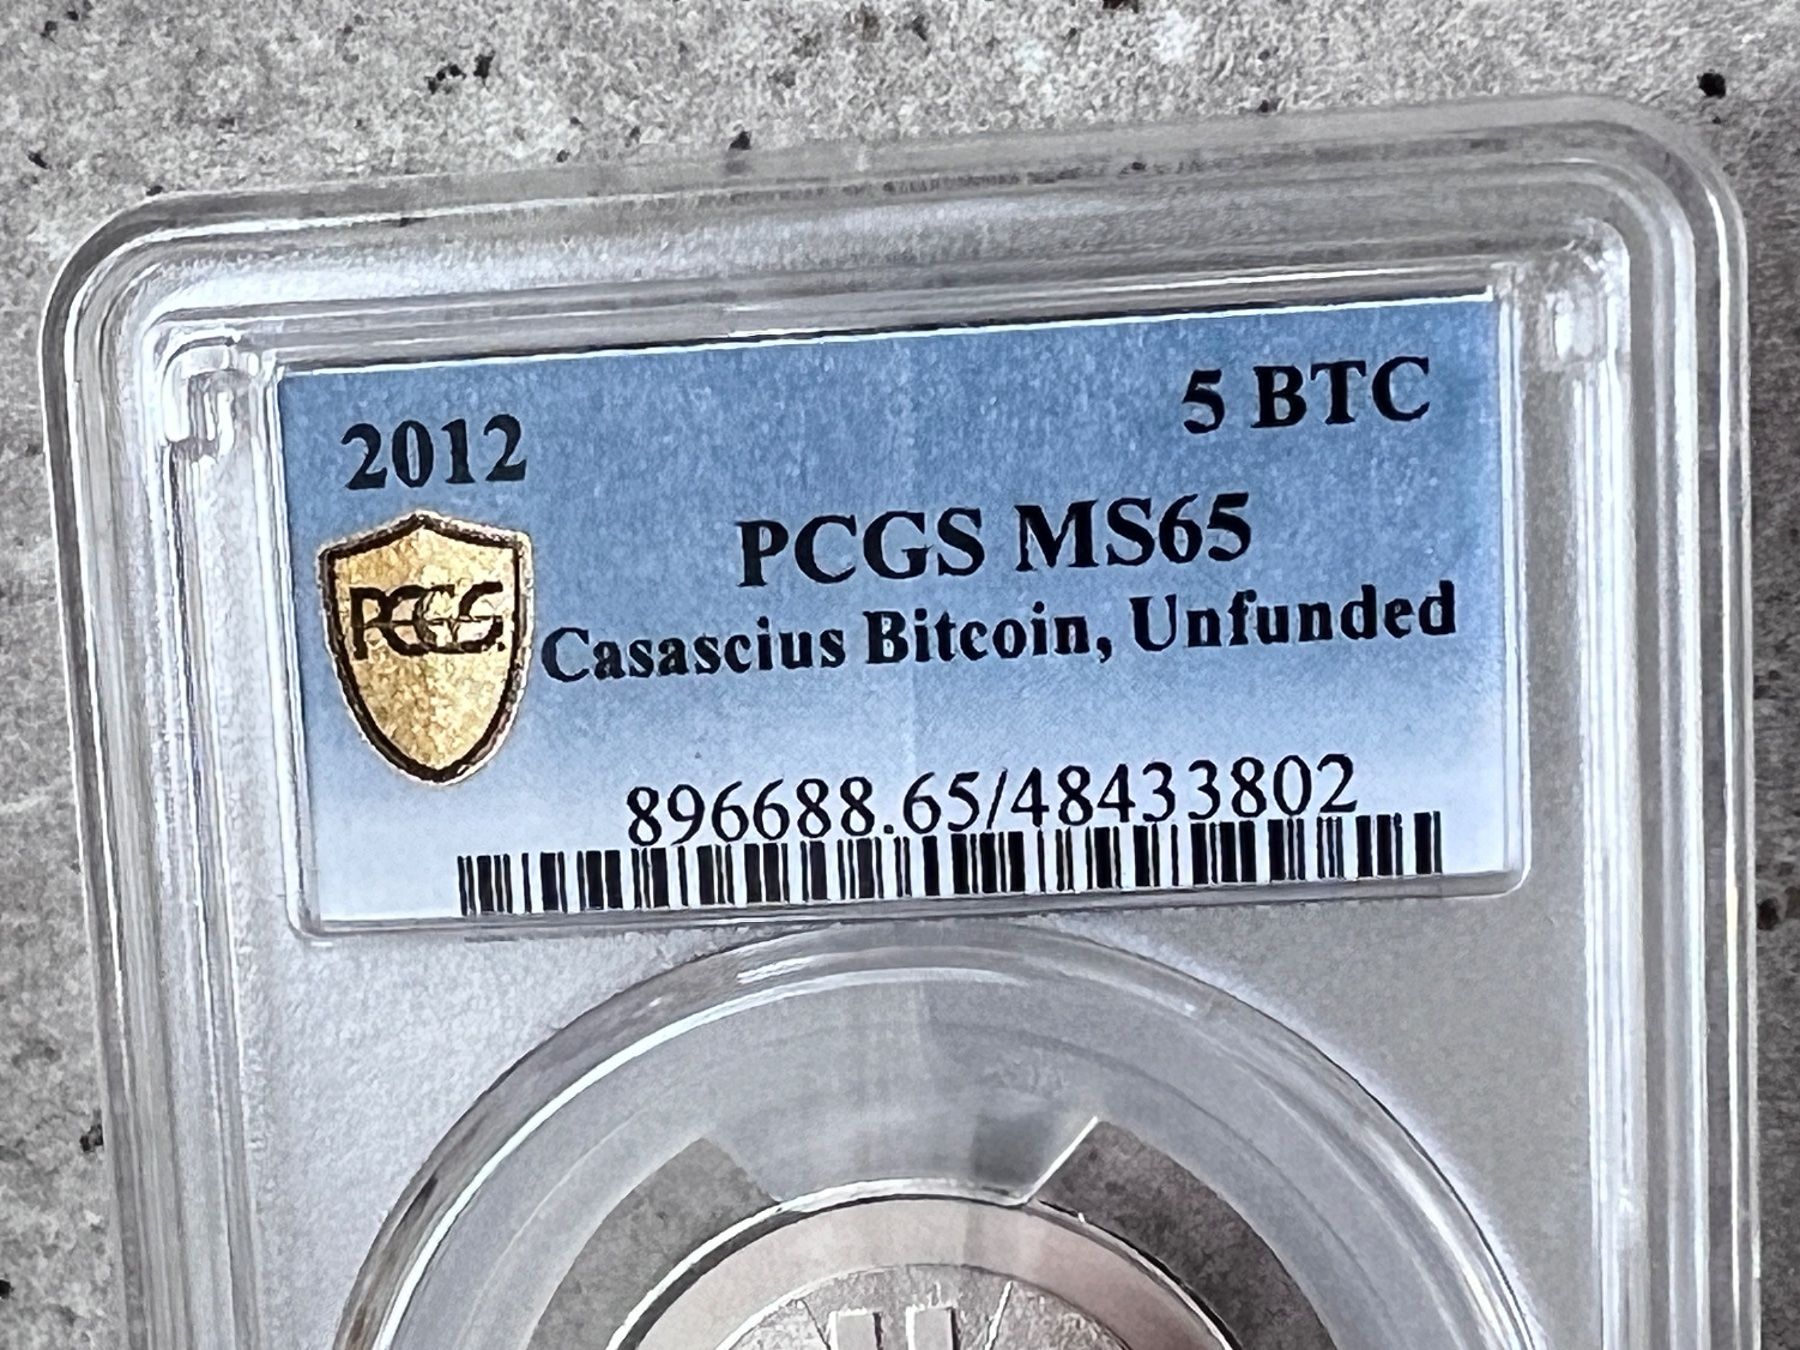 2012
5 BTC
PCGS MS65
PCGS
Casascius Bitcoin, Unfunded
896688.65/48433802